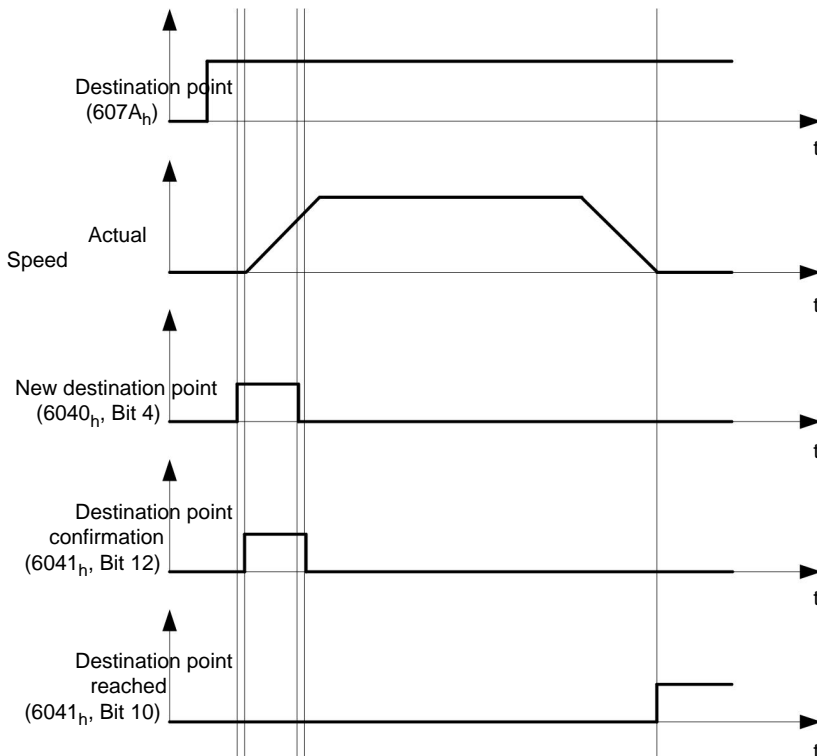 Destination point
(607Ah)
t
Actual
Speed
t
New destination point
(6040h, Bit 4)
t
Destination point
confirmation
(6041h, Bit 12)
t
Destination point
reached
(6041h, Bit 10)
t